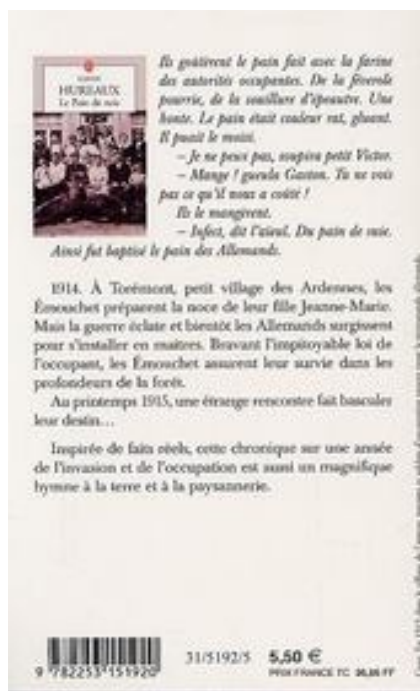 HUREAUX
Le Pain de suie
Ils goûtèrent le pain fait avec la farine
des autorités occupantes. De la féverole
pourrie, de la souillure d'épeautre. Une
honte. Le pain était couleur rat, gluant.
Il puait le moisi.
– Je ne peux pas, soupira petit Victor.
– Mange ! gueula Gaston. Tu ne vois
pas ce qu'il nous a coûté !
Ils le mangèrent.
– Infect, dit l'aïeul. Du pain de suie.
Ainsi fut baptisé le pain des Allemands.
1914. À Torémont, petit village des Ardennes, les
Émouchet préparent la noce de leur fille Jeanne-Marie.
Mais la guerre éclate et bientôt les Allemands surgissent
pour s'installer en maîtres. Bravant l'impitoyable loi de
l'occupant, les Émouchet assurent leur survie dans les
profondeurs de la forêt.
Au printemps 1915, une étrange rencontre fait basculer
leur destin…
Inspirée de faits réels, cette chronique sur une année
de l'invasion et de l'occupation est aussi un magnifique
hymne à la terre et à la paysannerie.
31/5192/5 5,50 €
9 782253 151920 PRIX FRANCE TC